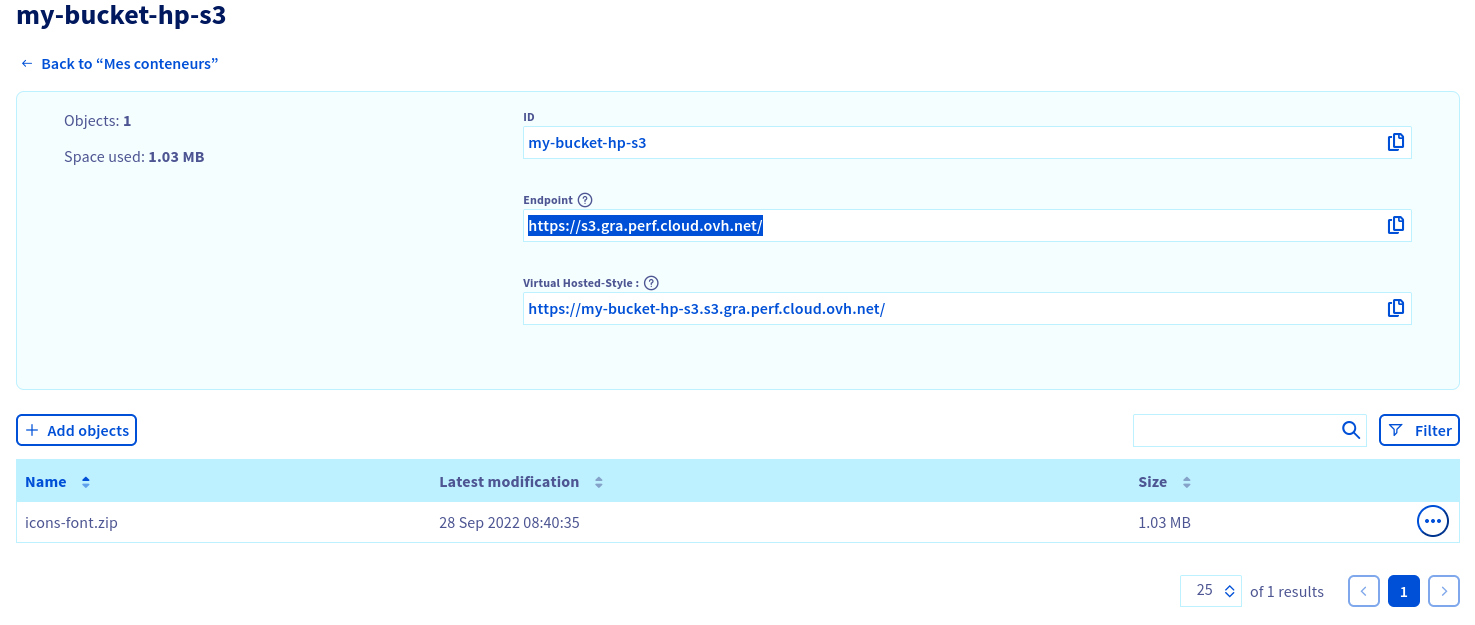 my-bucket-hp-s3
← Back to “Mes conteneurs”
Objects: 1
Space used: 1.03 MB
ID
my-bucket-hp-s3
Endpoint ?
https://s3.gra.perf.cloud.ovh.net/
Virtual Hosted-Style : ?
https://my-bucket-hp-s3.s3.gra.perf.cloud.ovh.net/
+ Add objects
Filter
Name Latest modification Size
icons-font.zip 28 Sep 2022 08:40:35 1.03 MB
25 of 1 results 1